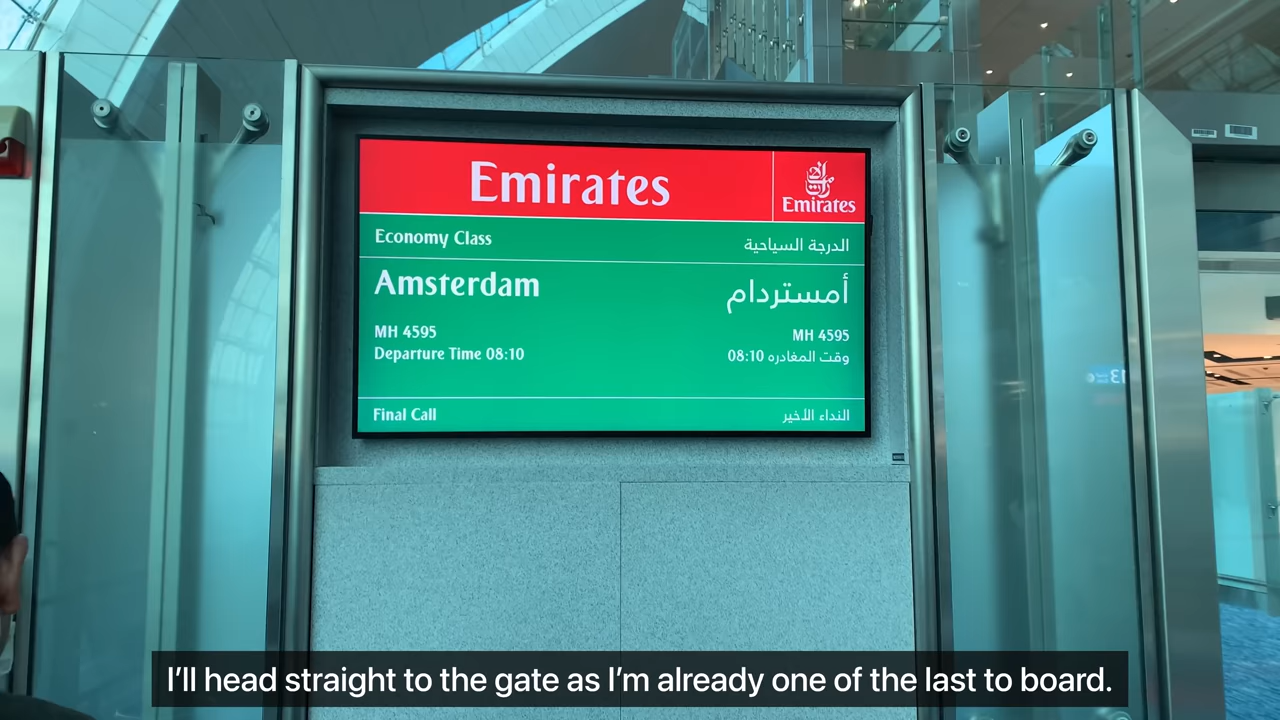 Emirates
Emirates
Economy Class
الدرجة السياحية
Amsterdam
أمستردام
MH 4595
MH 4595
Departure Time 08:10
وقت المغادره 08:10
Final Call
النداء الأخير
I'll head straight to the gate as I'm already one of the last to board.